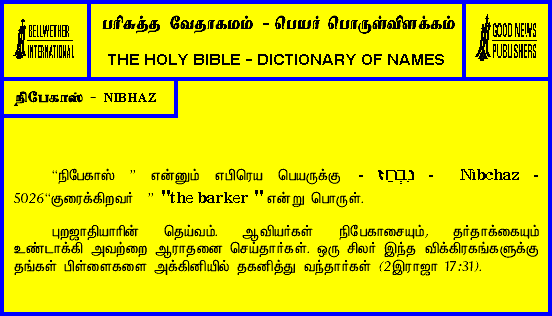 BELLWETHER
INTERNATIONAL
பரிசுத்த வேதாகமம் - பெயர் பொருள்விளக்கம்
THE HOLY BIBLE - DICTIONARY OF NAMES
GOOD NEWS
PUBLISHERS
நிபேகாஸ் - NIBHAZ
“நிபேகாஸ் ” என்னும் எபிரெய பெயருக்கு - נִבְחַז - Nibchaz -
5026“குரைக்கிறவர் ” "the barker " என்று பொருள்.
புறஜாதியாரின் தெய்வம். ஆவியர்கள் நிபேகாசையும், தர்தாக்கையும்
உண்டாக்கி அவற்றை ஆராதனை செய்தார்கள். ஒரு சிலர் இந்த விக்கிரகங்களுக்கு
தங்கள் பிள்ளைகளை அக்கினியில் தகனித்து வந்தார்கள் (2இராஜா 17:31).